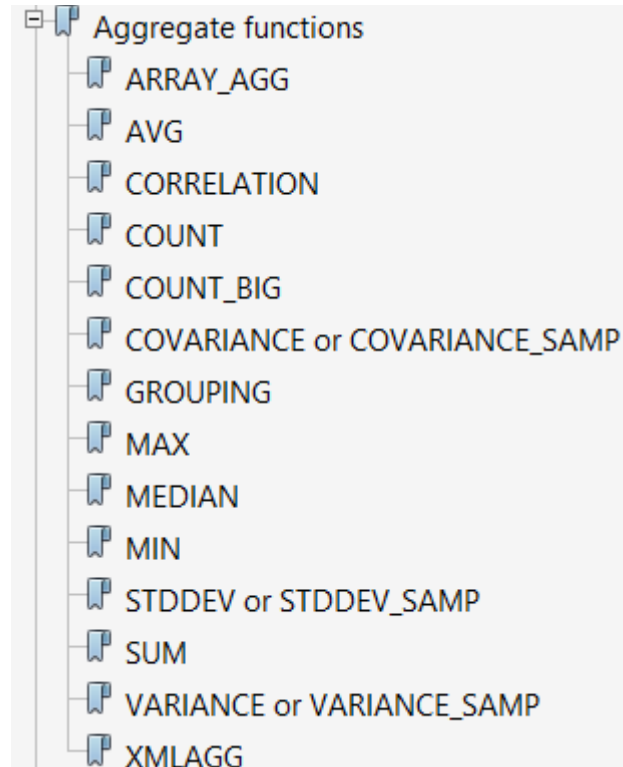 Aggregate functions
ARRAY_AGG
AVG
CORRELATION
COUNT
COUNT_BIG
COVARIANCE or COVARIANCE_SAMP
GROUPING
MAX
MEDIAN
MIN
STDDEV or STDDEV_SAMP
SUM
VARIANCE or VARIANCE_SAMP
XMLAGG